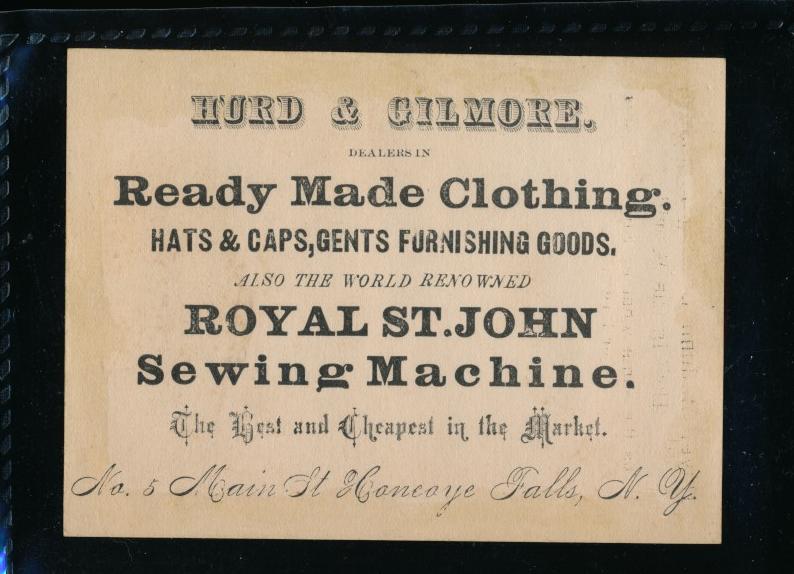 HURD & GILMORE.
DEALERS IN
Ready Made Clothing.
HATS & CAPS,GENTS FURNISHING GOODS.
ALSO THE WORLD RENOWNED
ROYAL ST.JOHN
Sewing Machine.
The Best and Cheapest in the Market.
No. 5 Main St Honeoye Falls, N. Y.